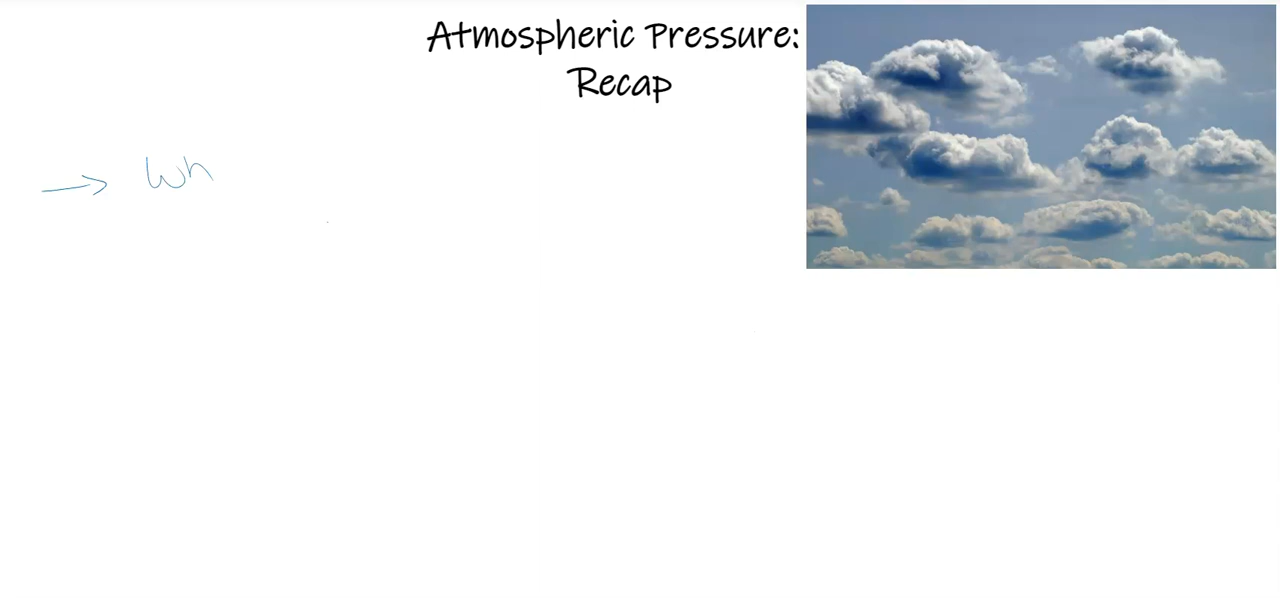 Atmospheric Pressure:
Recap
→ Wh